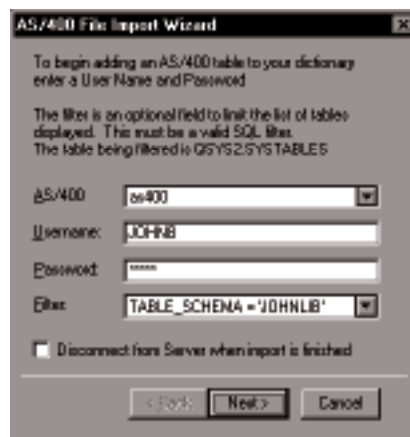 AS/400 File Import Wizard
To begin adding an AS/400 table to your dictionary
enter a User Name and Password
The filter is an optional field to limit the list of tables
displayed. This must be a valid SQL filter.
The table being filtered is QSYS2.SYSTABLES
AS/400 as400
Username: JOHNB
Password: *****
Filter: TABLE_SCHEMA = 'JOHNLIB'
Disconnect from Server when import is finished
< Back Next > Cancel